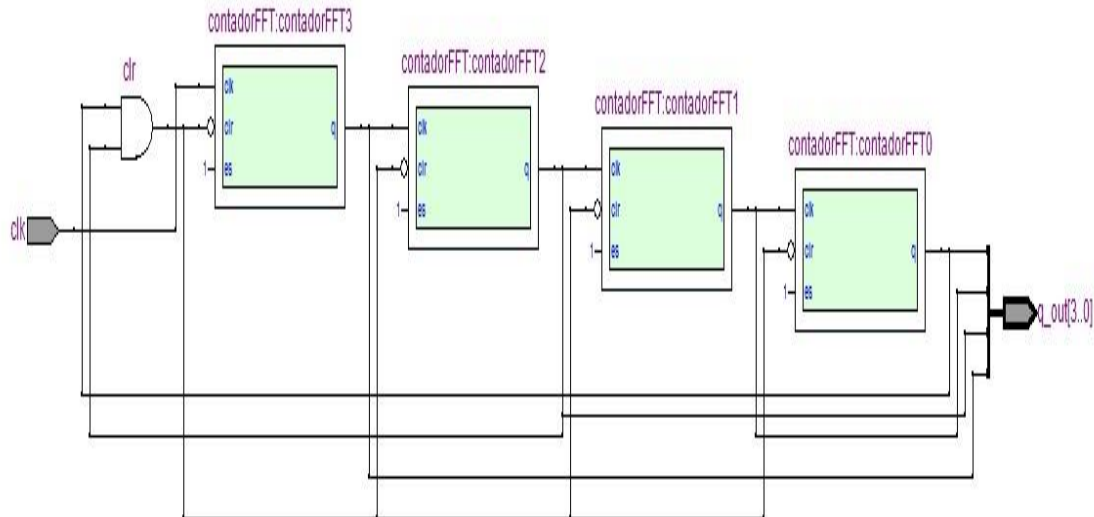 contadorFFT:contadorFFT3
contadorFFT:contadorFFT2
contadorFFT:contadorFFT1
contadorFFT:contadorFFT0
clr
clk
clk
clr
q
1 es
clk
clr
q
1 es
clk
clr
q
1 es
clk
clr
q
1 es
q_out[3..0]